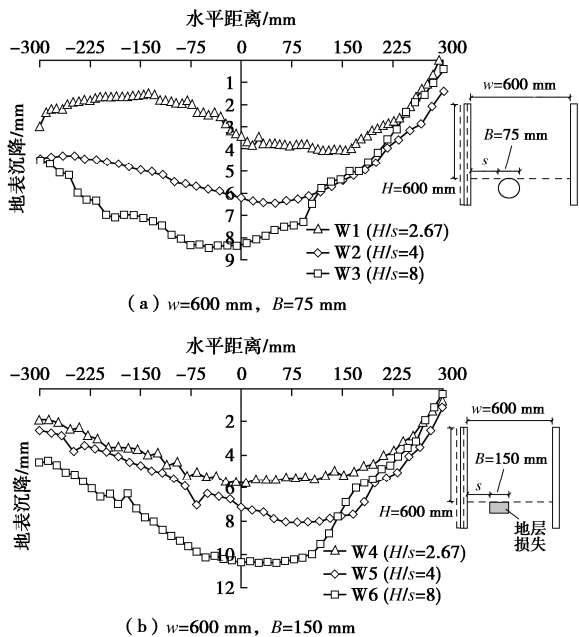 水平距离/mm
-300 -225 -150 -75 0 75 150 225 300
1
2
3
4
5
6
7
8
9
地表沉降/mm
W1 (H/s=2.67)
W2 (H/s=4)
W3 (H/s=8)
w=600 mm
B=75 mm
s
H=600 mm
(a) w=600 mm, B=75 mm
水平距离/mm
-300 -225 -150 -75 0 75 150 225 300
2
4
6
8
10
12
地表沉降/mm
W4 (H/s=2.67)
W5 (H/s=4)
W6 (H/s=8)
w=600 mm
B=150 mm
s
H=600 mm
地层
损失
(b) w=600 mm, B=150 mm